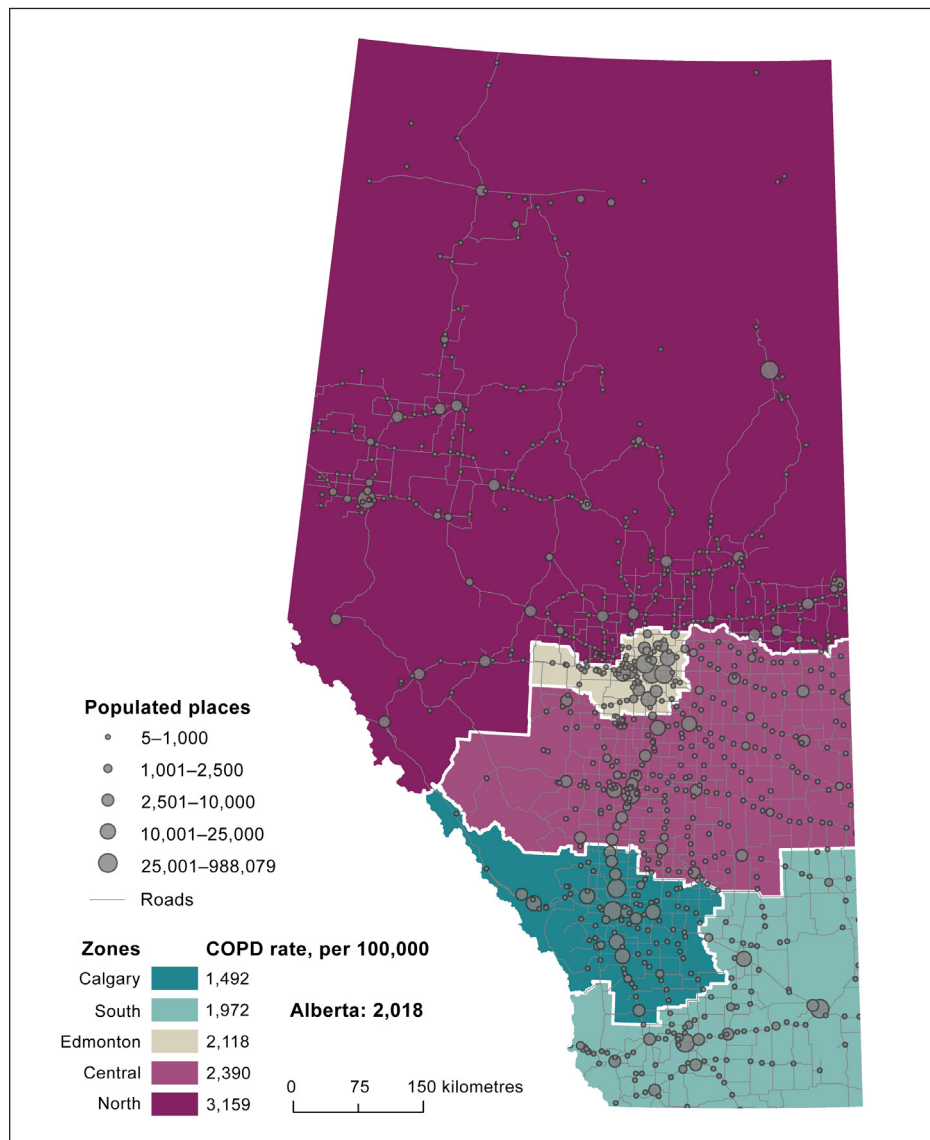 Populated places
5–1,000
1,001–2,500
2,501–10,000
10,001–25,000
25,001–988,079
Roads
Zones COPD rate, per 100,000
Calgary 1,492
South 1,972
Alberta: 2,018
Edmonton 2,118
Central 2,390
North 3,159
0 75 150 kilometres